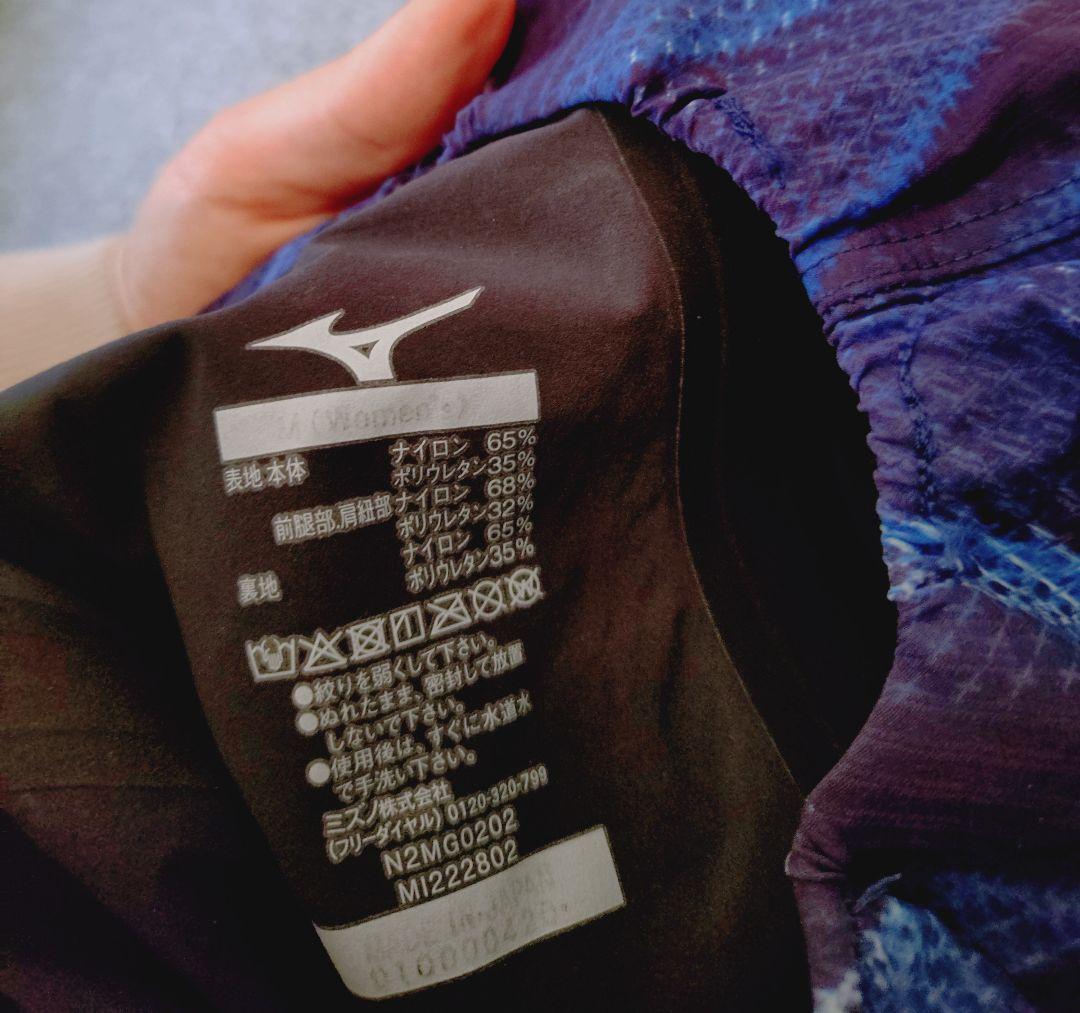 M (Women's)
表地.本体 ナイロン 65%
ポリウレタン35%
前腿部.肩紐部 ナイロン 68%
ポリウレタン32%
裏地 ナイロン 65%
ポリウレタン35%
●絞りを弱くして下さい。
●ぬれたまま、密封して放置
しないで下さい。
●使用後は、すぐに水道水
で手洗い下さい。
ミズノ株式会社
(フリーダイヤル) 0120-320-799
N2MG0202
MI222802
MADE in JAPAN